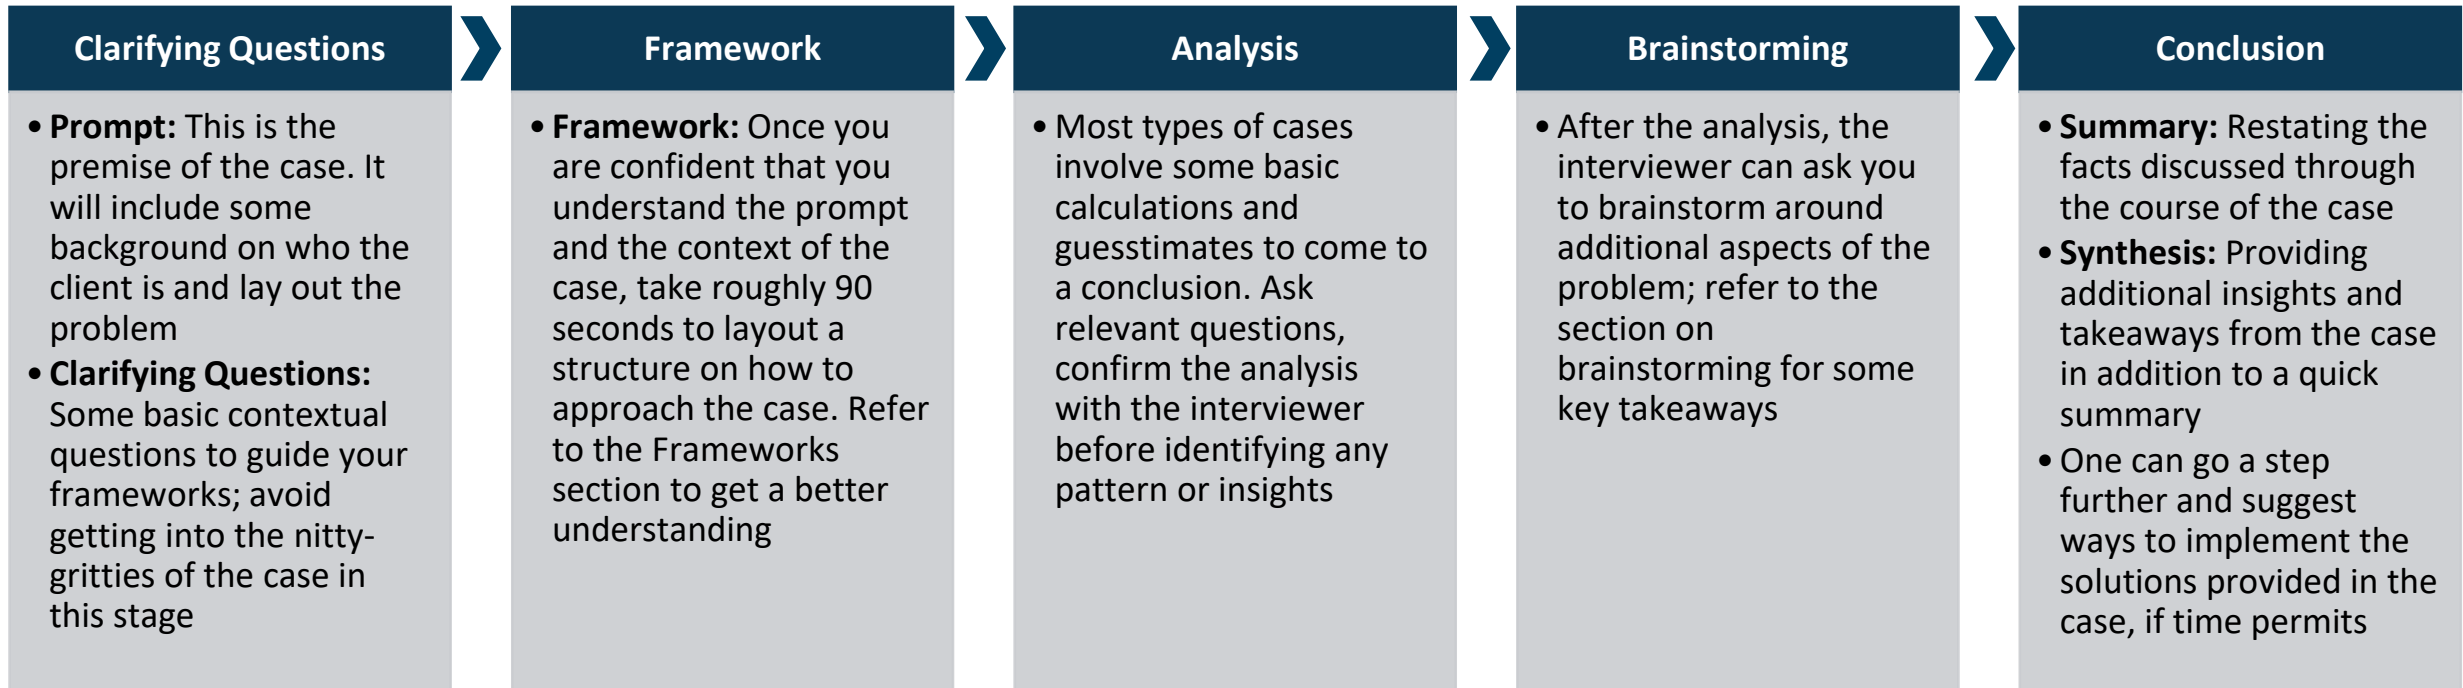 Clarifying Questions
• Prompt: This is the
premise of the case. It
will include some
background on who the
client is and lay out the
problem
• Clarifying Questions:
Some basic contextual
questions to guide your
frameworks; avoid
getting into the nitty-
gritties of the case in
this stage
Framework
• Framework: Once you
are confident that you
understand the prompt
and the context of the
case, take roughly 90
seconds to layout a
structure on how to
approach the case. Refer
to the Frameworks
section to get a better
understanding
Analysis
• Most types of cases
involve some basic
calculations and
guesstimates to come to
a conclusion. Ask
relevant questions,
confirm the analysis
with the interviewer
before identifying any
pattern or insights
Brainstorming
• After the analysis, the
interviewer can ask you
to brainstorm around
additional aspects of the
problem; refer to the
section on
brainstorming for some
key takeaways
Conclusion
• Summary: Restating the
facts discussed through
the course of the case
• Synthesis: Providing
additional insights and
takeaways from the case
in addition to a quick
summary
• One can go a step
further and suggest
ways to implement the
solutions provided in the
case, if time permits